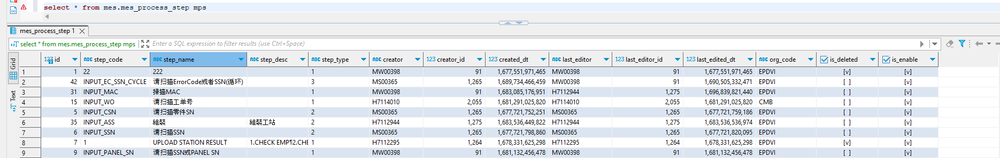 select * from mes.mes_process_step mps
mes_process_step 1
select * from mes.mes_process_step mps Enter a SQL expression to filter results (use Ctrl+Space)
Grid
Text
123 id ABC step_code ABC step_name ABC step_desc ABC step_type ABC creator 123 creator_id 123 created_dt ABC last_editor 123 last_editor_id 123 last_edited_dt ABC org_code is_deleted is_enable
1 1 22 222 1 MW00398 91 1,677,551,971,465 MW00398 91 1,677,551,971,465 EPDVI [v] [v]
2 42 INPUT_EC_SSN_CYCLE 请扫描ErrorCode或者SSN(循环) 3 MS00365 1,265 1,689,734,466,459 MW00398 91 1,690,505,332,471 EPDVI [ ] [v]
3 31 INPUT_MAC 掃描MAC 1 MW00398 91 1,683,085,176,951 H7112944 1,275 1,696,839,821,440 EPDVI [ ] [v]
4 15 INPUT_WO 请扫描工单号 1 H7114010 2,055 1,681,291,025,820 H7114010 2,055 1,681,291,025,820 CMB [ ] [v]
5 5 INPUT_CSN 请扫描零件SN 2 MS00365 1,265 1,677,721,752,251 MS00365 1,265 1,677,721,759,186 EPDVI [ ] [v]
6 35 INPUT_ASS 組裝 組裝工站 2 H7112944 1,275 1,683,536,449,822 H7112944 1,275 1,683,536,536,974 EPDVI [ ] [v]
7 6 INPUT_SSN 请扫描SSN 2 MS00365 1,265 1,677,721,798,860 MS00365 1,265 1,677,721,820,095 EPDVI [ ] [v]
8 7 1 UPLOAD STATION RESULT 1.CHECK EMP¶2.CHE 1 H7112295 1,264 1,678,331,625,298 H7112295 1,264 1,678,331,625,298 EPDVI [v] [v]
9 9 INPUT_PANEL_SN 请扫描SSN或PANEL SN 1 MW00398 91 1,681,132,456,478 MW00398 91 1,681,132,456,478 EPDVI [ ] [v]